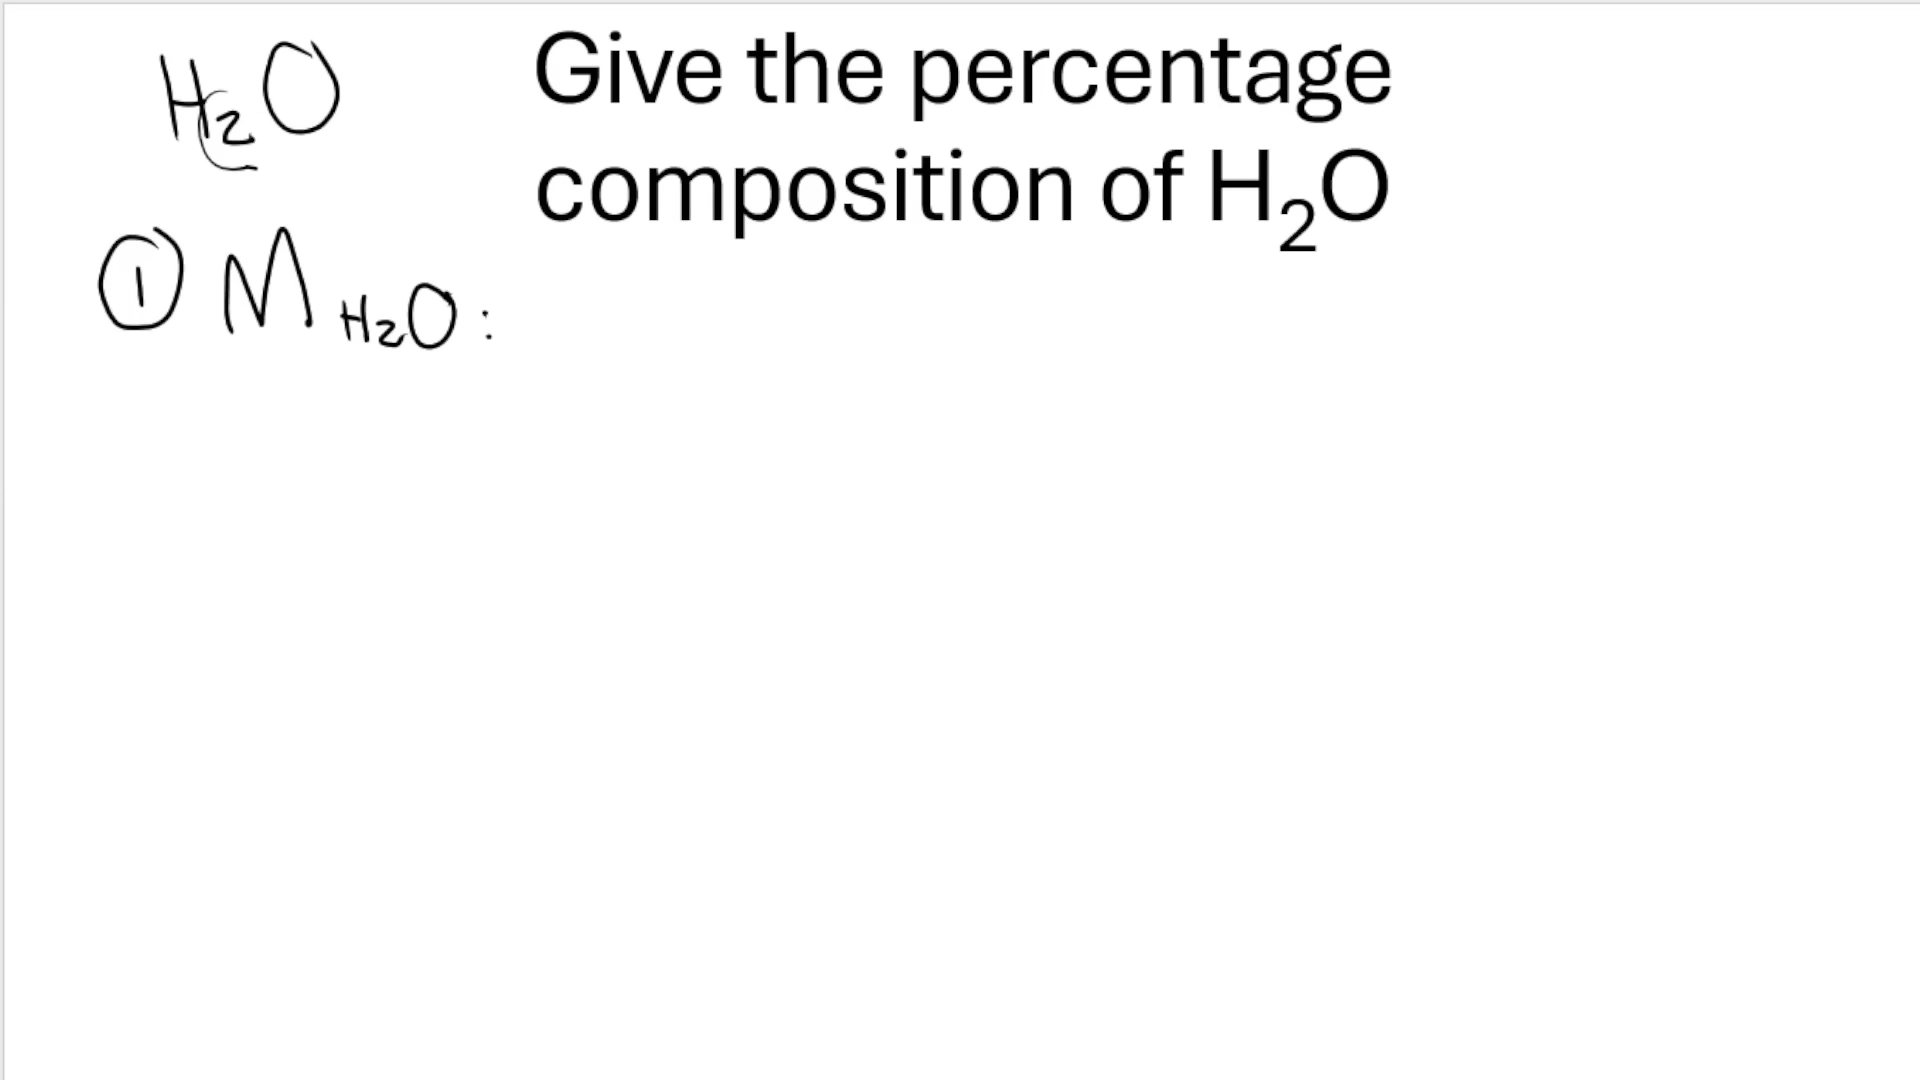 H₂O
Give the percentage
composition of H₂O
① M H₂O :